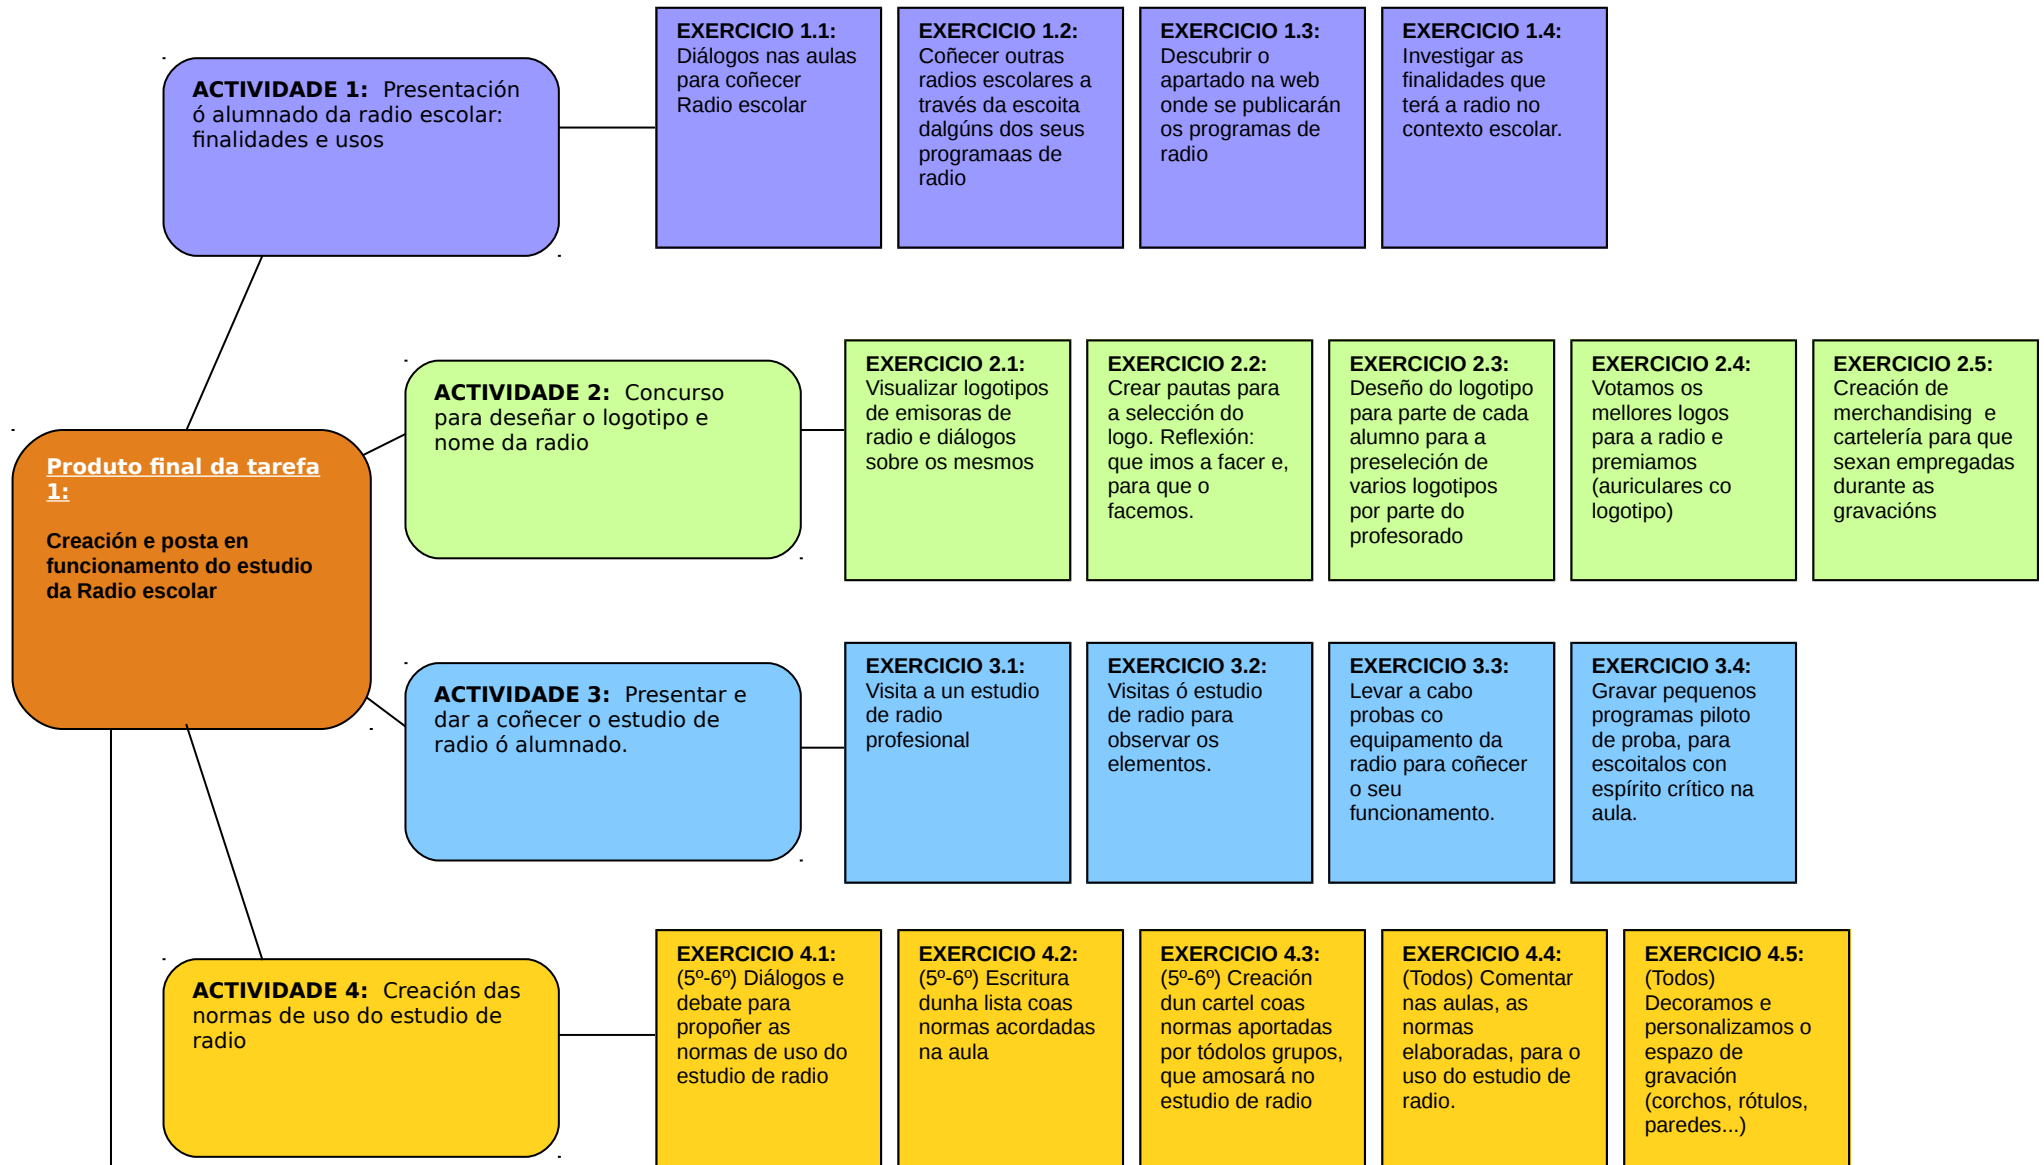 ACTIVIDADE 1: Presentación
ó alumnado da radio escolar:
finalidades e usos
EXERCICIO 1.1:
Diálogos nas aulas
para coñecer
Radio escolar
EXERCICIO 1.2:
Coñecer outras
radios escolares a
través da escoita
dalgúns dos seus
programaas de
radio
EXERCICIO 1.3:
Descubrir o
apartado na web
onde se publicarán
os programas de
radio
EXERCICIO 1.4:
Investigar as
finalidades que
terá a radio no
contexto escolar.
Produto final da tarefa
1:
Creación e posta en
funcionamento do estudio
da Radio escolar
ACTIVIDADE 2: Concurso
para deseñar o logotipo e
nome da radio
EXERCICIO 2.1:
Visualizar logotipos
de emisoras de
radio e diálogos
sobre os mesmos
EXERCICIO 2.2:
Crear pautas para
a selección do
logo. Reflexión:
que imos a facer e,
para que o
facemos.
EXERCICIO 2.3:
Deseño do logotipo
para parte de cada
alumno para a
preseleción de
varios logotipos
por parte do
profesorado
EXERCICIO 2.4:
Votamos os
mellores logos
para a radio e
premiamos
(auriculares co
logotipo)
EXERCICIO 2.5:
Creación de
merchandising e
cartelería para que
sexan empregadas
durante as
gravacións
ACTIVIDADE 3: Presentar e
dar a coñecer o estudio de
radio ó alumnado.
EXERCICIO 3.1:
Visita a un estudio
de radio
profesional
EXERCICIO 3.2:
Visitas ó estudio
de radio para
observar os
elementos.
EXERCICIO 3.3:
Levar a cabo
probas co
equipamento da
radio para coñecer
o seu
funcionamento.
EXERCICIO 3.4:
Gravar pequenos
programas piloto
de proba, para
escoitalos con
espírito crítico na
aula.
ACTIVIDADE 4: Creación das
normas de uso do estudio de
radio
EXERCICIO 4.1:
(5º-6º) Diálogos e
debate para
propoñer as
normas de uso do
estudio de radio
EXERCICIO 4.2:
(5º-6º) Escritura
dunha lista coas
normas acordadas
na aula
EXERCICIO 4.3:
(5º-6º) Creación
dun cartel coas
normas aportadas
por tódolos grupos,
que amosará no
estudio de radio
EXERCICIO 4.4:
(Todos) Comentar
nas aulas, as
normas
elaboradas, para o
uso do estudio de
radio.
EXERCICIO 4.5:
(Todos)
Decoramos e
personalizamos o
espazo de
gravación
(corchos, rótulos,
paredes...)